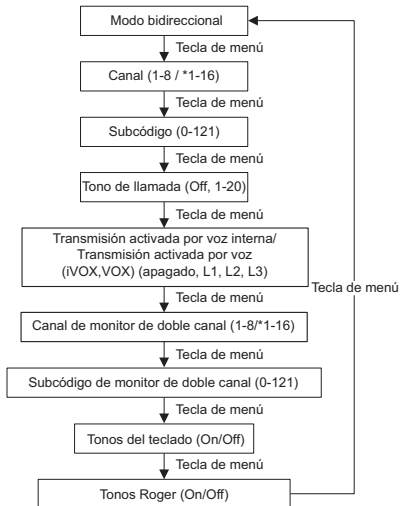 Modo bidireccional
Tecla de menú
Canal (1-8 / *1-16)
Tecla de menú
Subcódigo (0-121)
Tecla de menú
Tono de llamada (Off, 1-20)
Tecla de menú
Transmisión activada por voz interna/
Transmisión activada por voz
(iVOX,VOX) (apagado, L1, L2, L3)
Tecla de menú
Tecla de menú
Canal de monitor de doble canal (1-8/*1-16)
Tecla de menú
Subcódigo de monitor de doble canal (0-121)
Tecla de menú
Tonos del teclado (On/Off)
Tecla de menú
Tonos Roger (On/Off)